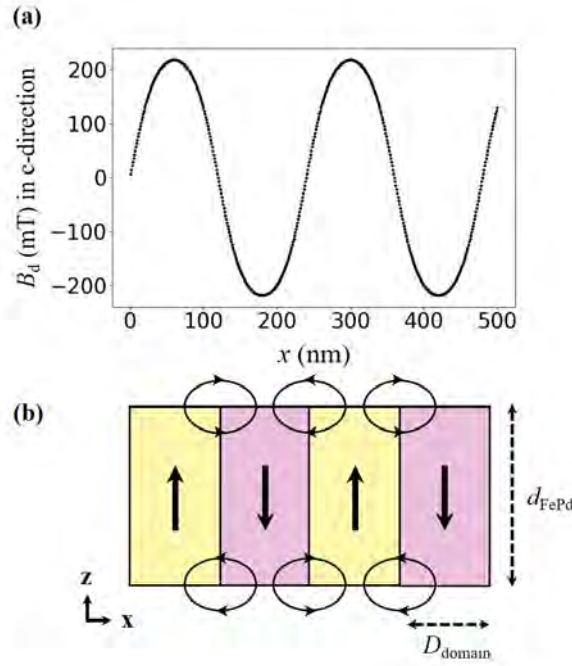 (a)
B_d (mT) in c-direction
200
100
0
−100
−200
0 100 200 300 400 500
x (nm)
(b)
d_FePd
z
x
D_domain